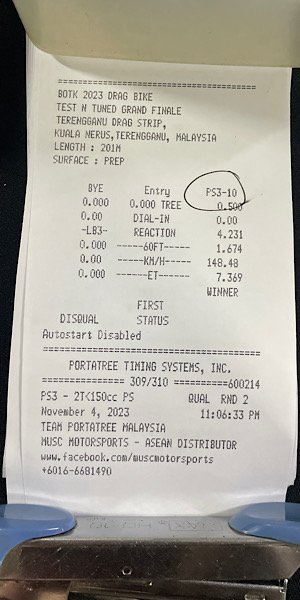 ========================================
BOTK 2023 DRAG BIKE
TEST N TUNED GRAND FINALE
TERENGGANU DRAG STRIP,
KUALA NERUS,TERENGGANU, MALAYSIA
LENGTH : 201M
SURFACE : PREP
BYE Entry PS3-10
0.000 0.000 TREE 0.500
0.00 DIAL-IN 0.00
-LB3- REACTION 4.231
0.000 ------60FT------ 1.674
0.00 ------KM/H------ 148.48
0.000 -------ET------- 7.369
WINNER
FIRST
DISQUAL STATUS
Autostart Disabled
========================================
PORTATREE TIMING SYSTEMS, INC.
============ 309/310 ==========600214
PS3 - 2T<150cc PS QUAL RND 2
November 4, 2023 11:06:33 PM
TEAM PORTATREE MALAYSIA
MUSC MOTORSPORTS - ASEAN DISTRIBUTOR
www.facebook.com/muscmotorsports
+6016-6681490